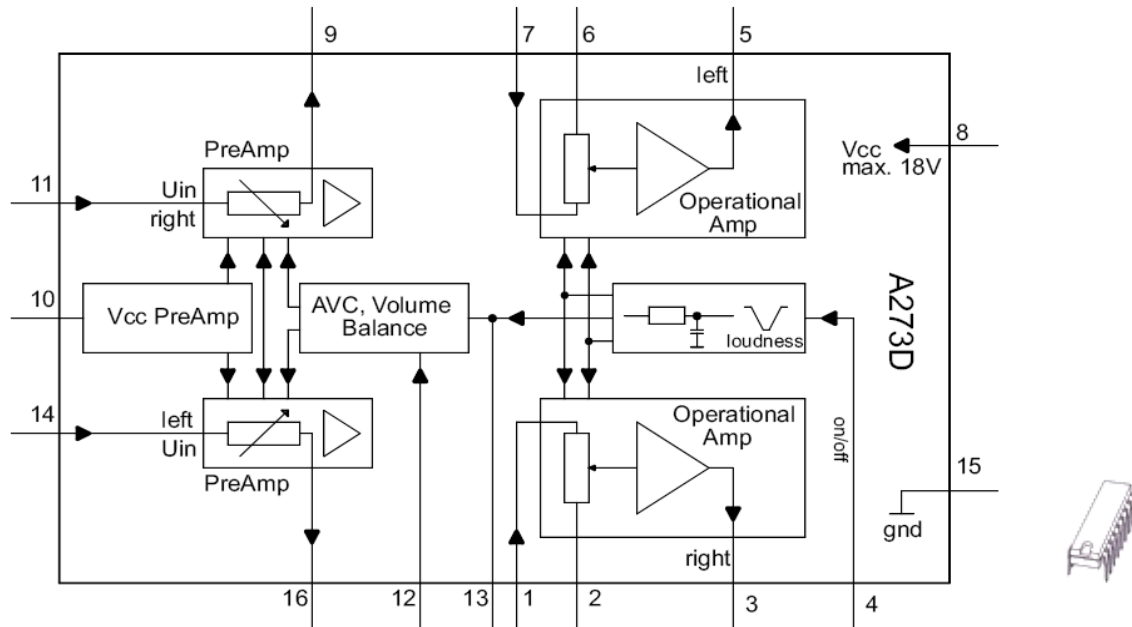 9
7
6
5
left
PreAmp
8
Vcc
max. 18V
11
Uin
right
Operational
Amp
10
Vcc PreAmp
AVC, Volume
Balance
loudness
A273D
14
left
Uin
PreAmp
Operational
Amp
on/off
15
gnd
right
16
12
13
1
2
3
4